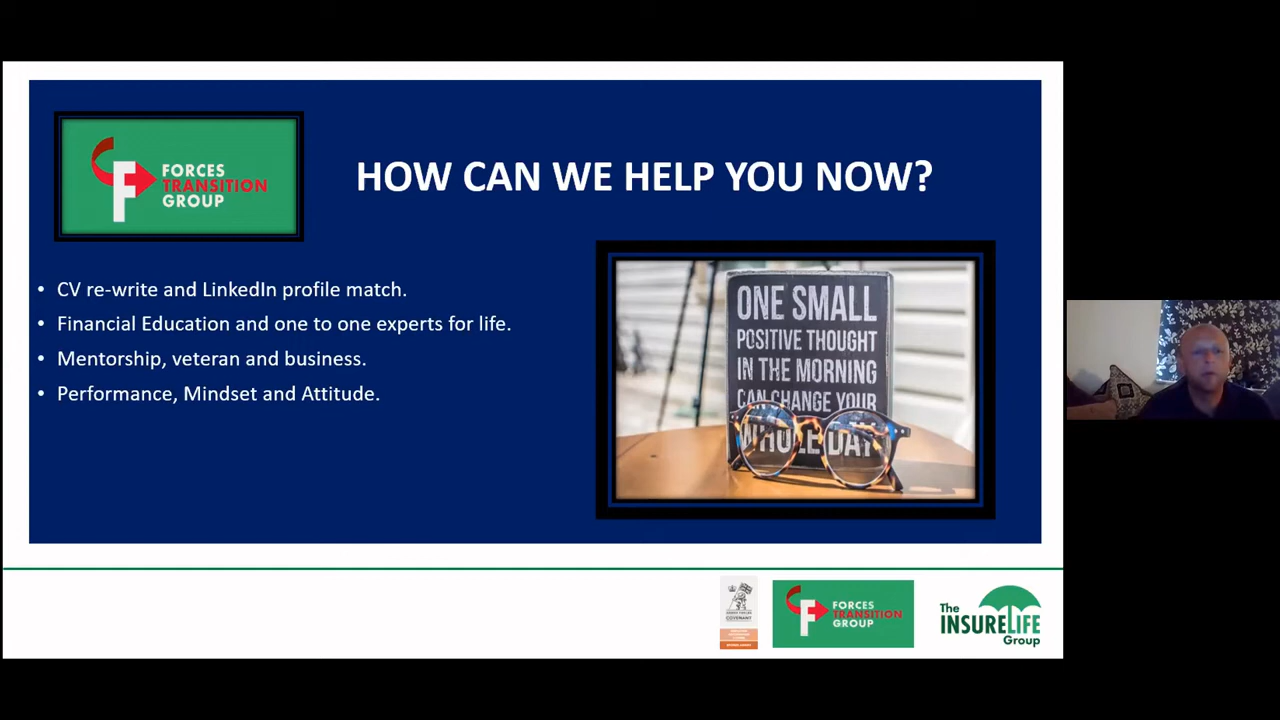 FORCES
TRANSITION
GROUP
HOW CAN WE HELP YOU NOW?
• CV re-write and LinkedIn profile match.
• Financial Education and one to one experts for life.
• Mentorship, veteran and business.
• Performance, Mindset and Attitude.
ONE SMALL
POSITIVE THOUGHT
IN THE MORNING
CAN CHANGE YOUR
WHOLE DAY
COVENANT
FORCES
TRANSITION
GROUP
The
INSURELIFE
Group